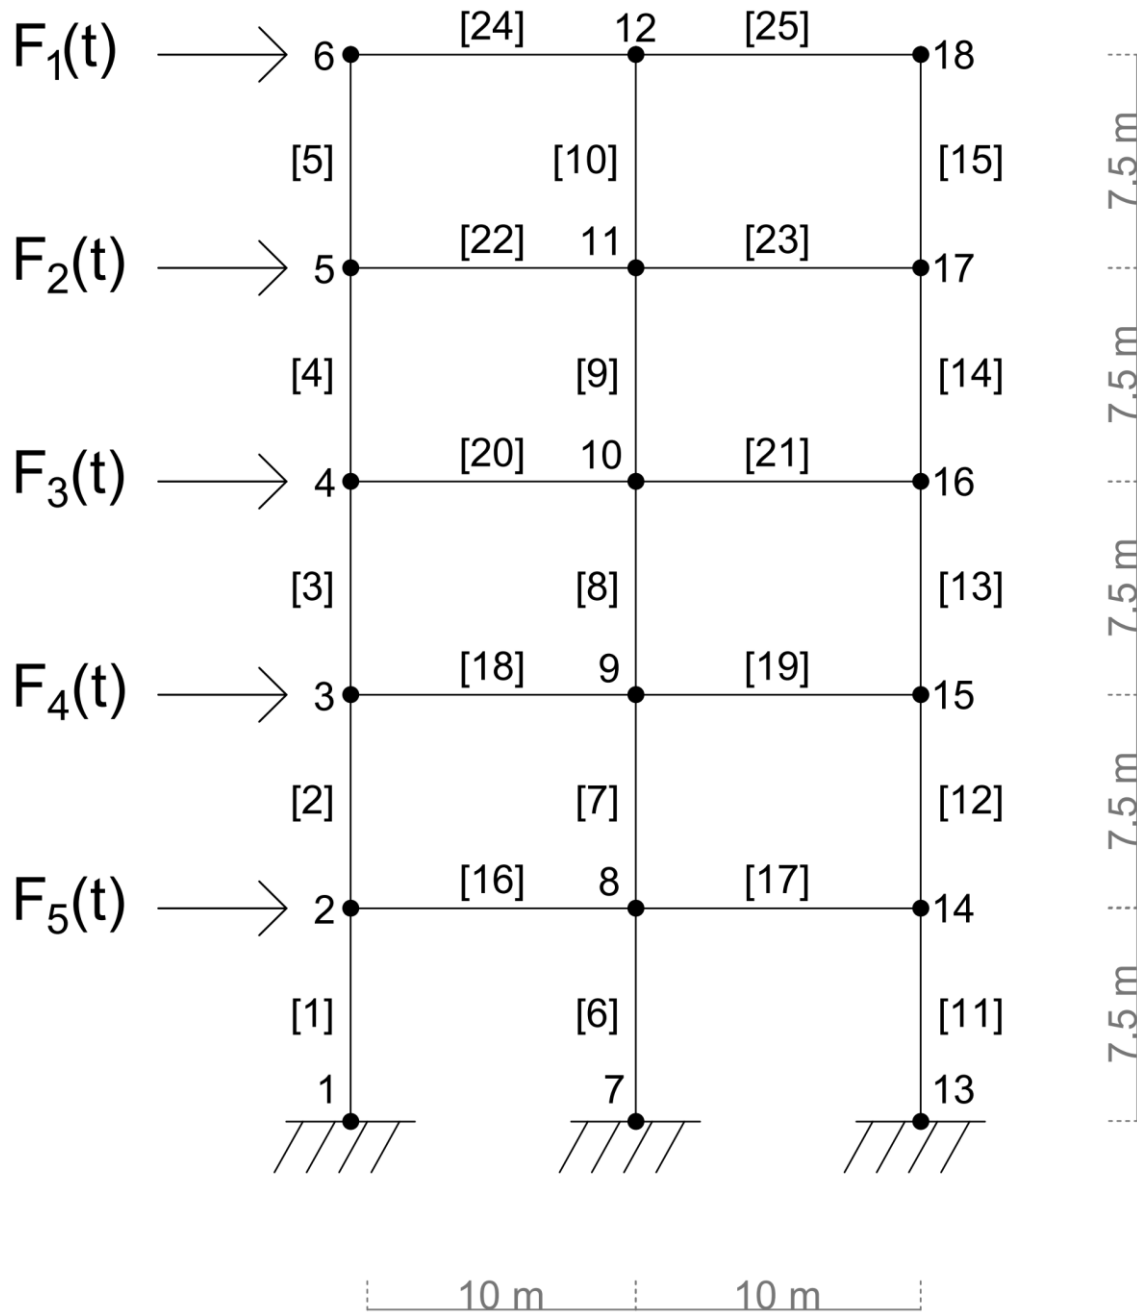 F₁(t) 6 [24] 12 [25] 18
[5] [10] [15] 7.5 m
F₂(t) 5 [22] 11 [23] 17
[4] [9] [14] 7.5 m
F₃(t) 4 [20] 10 [21] 16
[3] [8] [13] 7.5 m
F₄(t) 3 [18] 9 [19] 15
[2] [7] [12] 7.5 m
F₅(t) 2 [16] 8 [17] 14
[1] [6] [11] 7.5 m
1 7 13
10 m 10 m